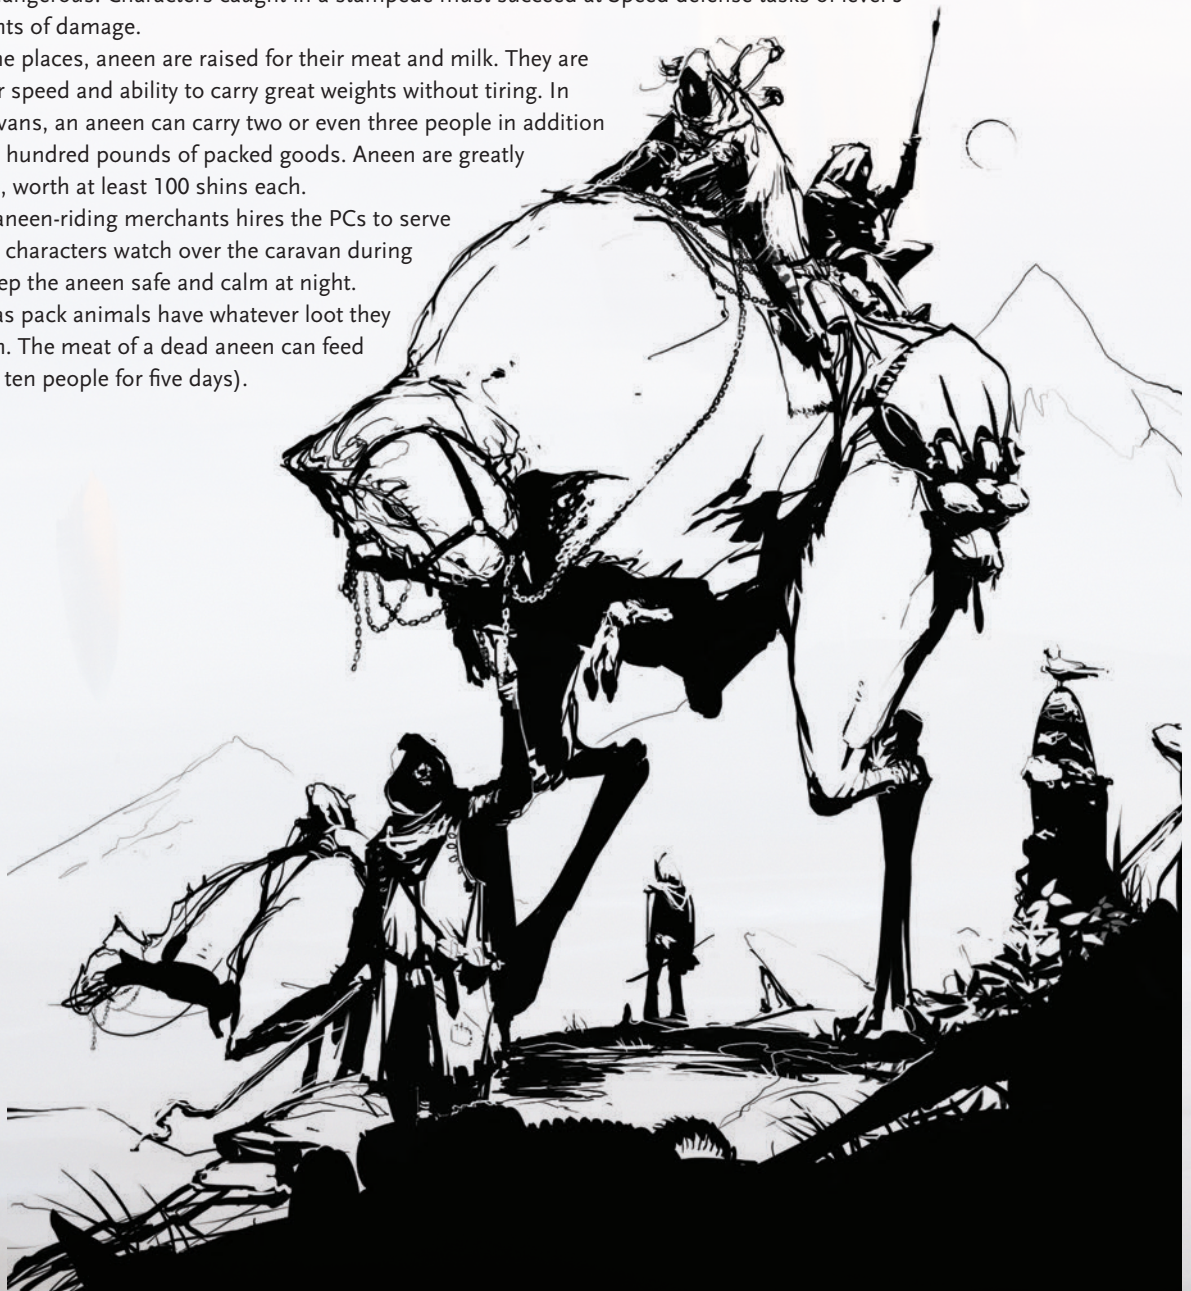 dangerous. Characters caught in a stampede must succeed at Speed defense tasks of level 5
nts of damage.
ne places, aneen are raised for their meat and milk. They are
r speed and ability to carry great weights without tiring. In
vans, an aneen can carry two or even three people in addition
hundred pounds of packed goods. Aneen are greatly
, worth at least 100 shins each.
aneen-riding merchants hires the PCs to serve
characters watch over the caravan during
ep the aneen safe and calm at night.
as pack animals have whatever loot they
n. The meat of a dead aneen can feed
ten people for five days).